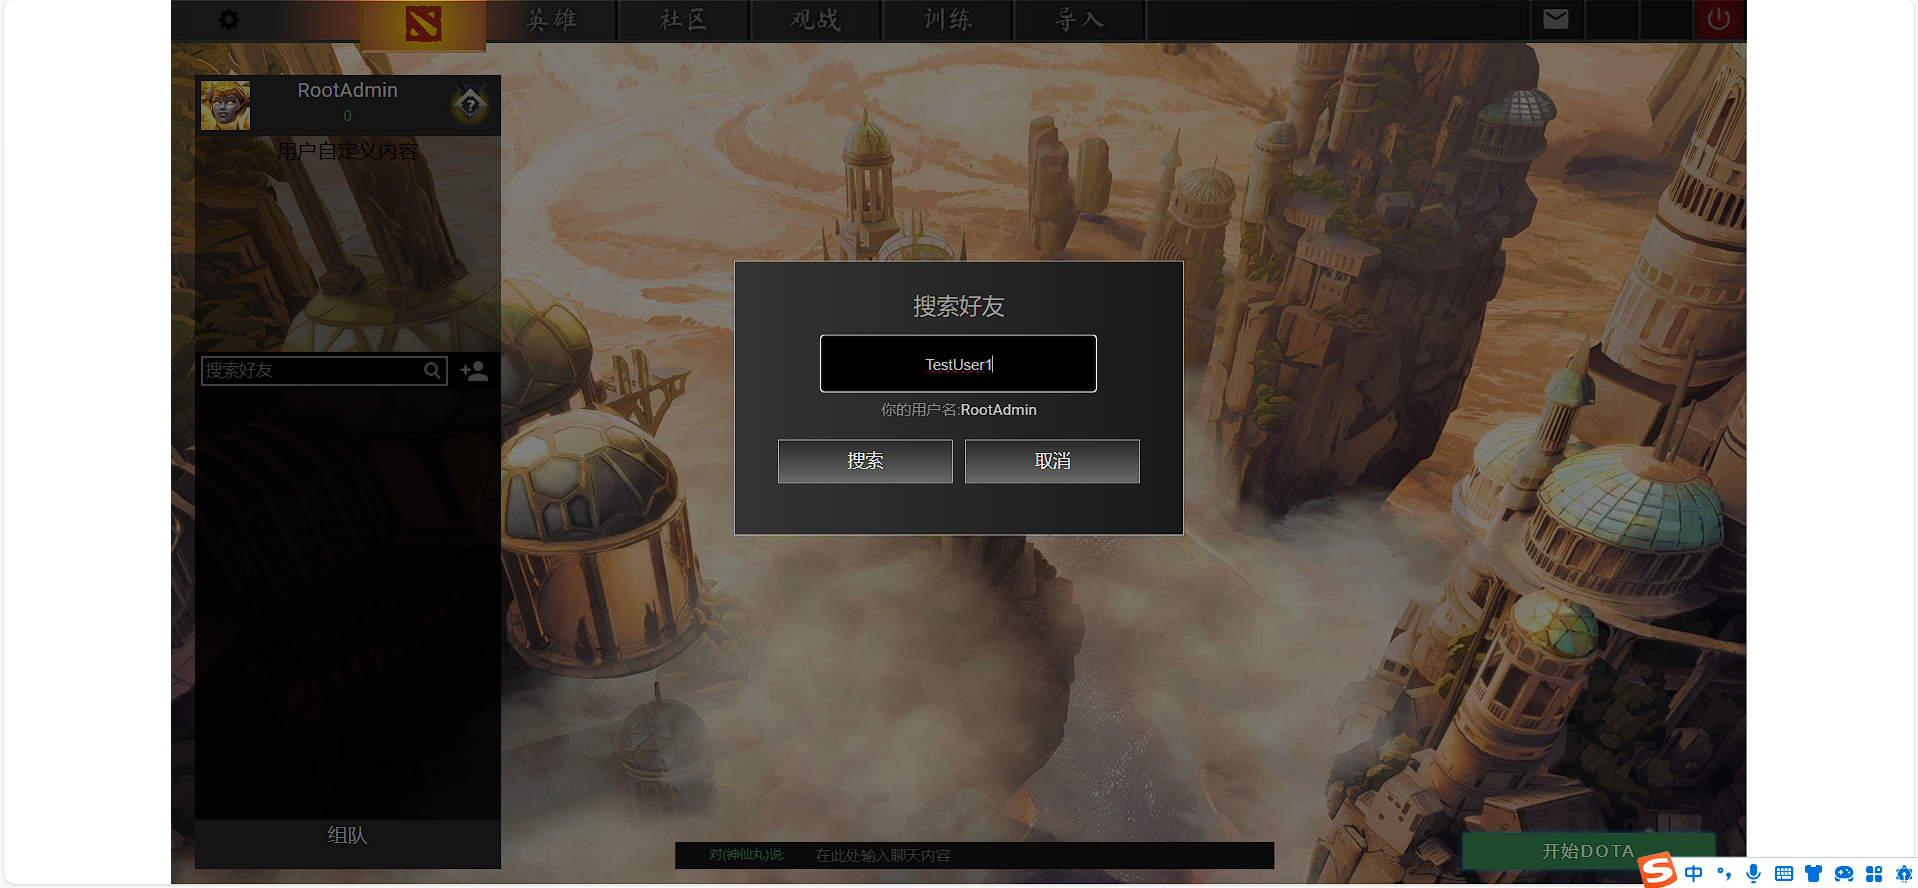 英雄
社区
观战
训练
导入
RootAdmin
0
用户自定义内容
搜索好友
组队
搜索好友
TestUser1
你的用户名:RootAdmin
搜索
取消
对(神仙丸)说:
在此处输入聊天内容
开始DOTA
中